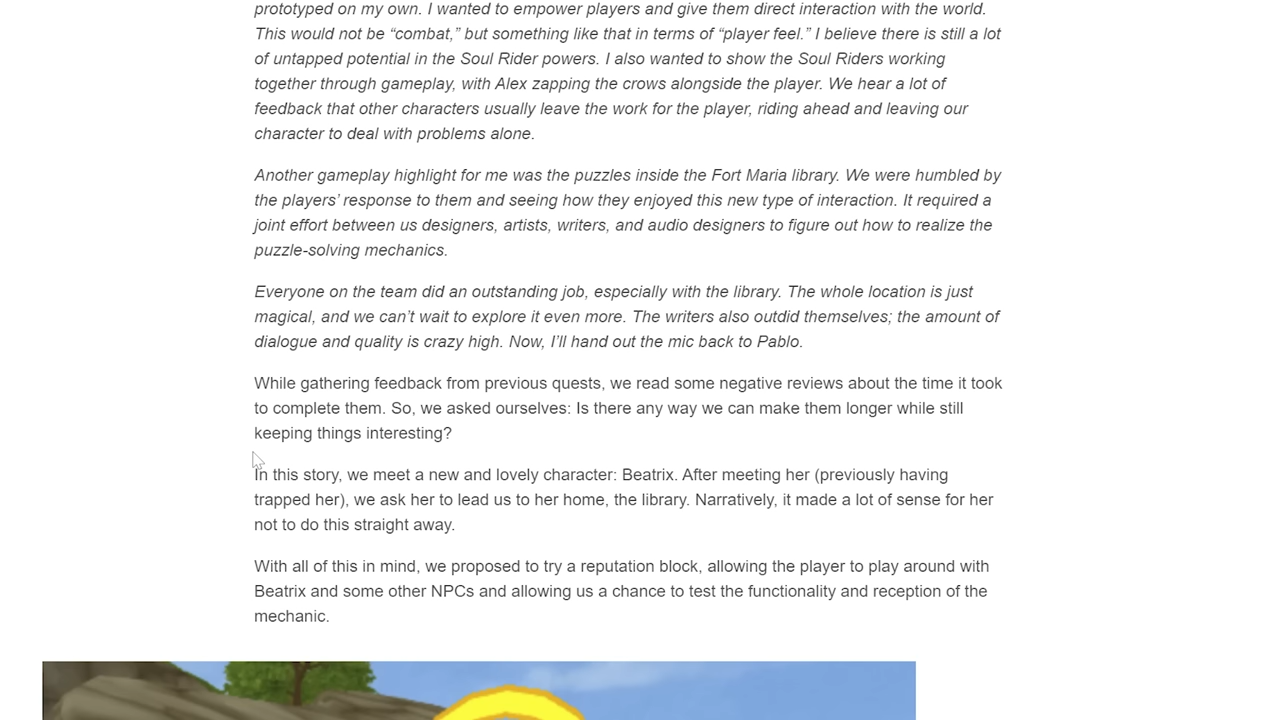 prototyped on my own. I wanted to empower players and give them direct interaction with the world.
This would not be “combat,” but something like that in terms of “player feel.” I believe there is still a lot
of untapped potential in the Soul Rider powers. I also wanted to show the Soul Riders working
together through gameplay, with Alex zapping the crows alongside the player. We hear a lot of
feedback that other characters usually leave the work for the player, riding ahead and leaving our
character to deal with problems alone.
Another gameplay highlight for me was the puzzles inside the Fort Maria library. We were humbled by
the players’ response to them and seeing how they enjoyed this new type of interaction. It required a
joint effort between us designers, artists, writers, and audio designers to figure out how to realize the
puzzle-solving mechanics.
Everyone on the team did an outstanding job, especially with the library. The whole location is just
magical, and we can’t wait to explore it even more. The writers also outdid themselves; the amount of
dialogue and quality is crazy high. Now, I’ll hand out the mic back to Pablo.
While gathering feedback from previous quests, we read some negative reviews about the time it took
to complete them. So, we asked ourselves: Is there any way we can make them longer while still
keeping things interesting?
In this story, we meet a new and lovely character: Beatrix. After meeting her (previously having
trapped her), we ask her to lead us to her home, the library. Narratively, it made a lot of sense for her
not to do this straight away.
With all of this in mind, we proposed to try a reputation block, allowing the player to play around with
Beatrix and some other NPCs and allowing us a chance to test the functionality and reception of the
mechanic.